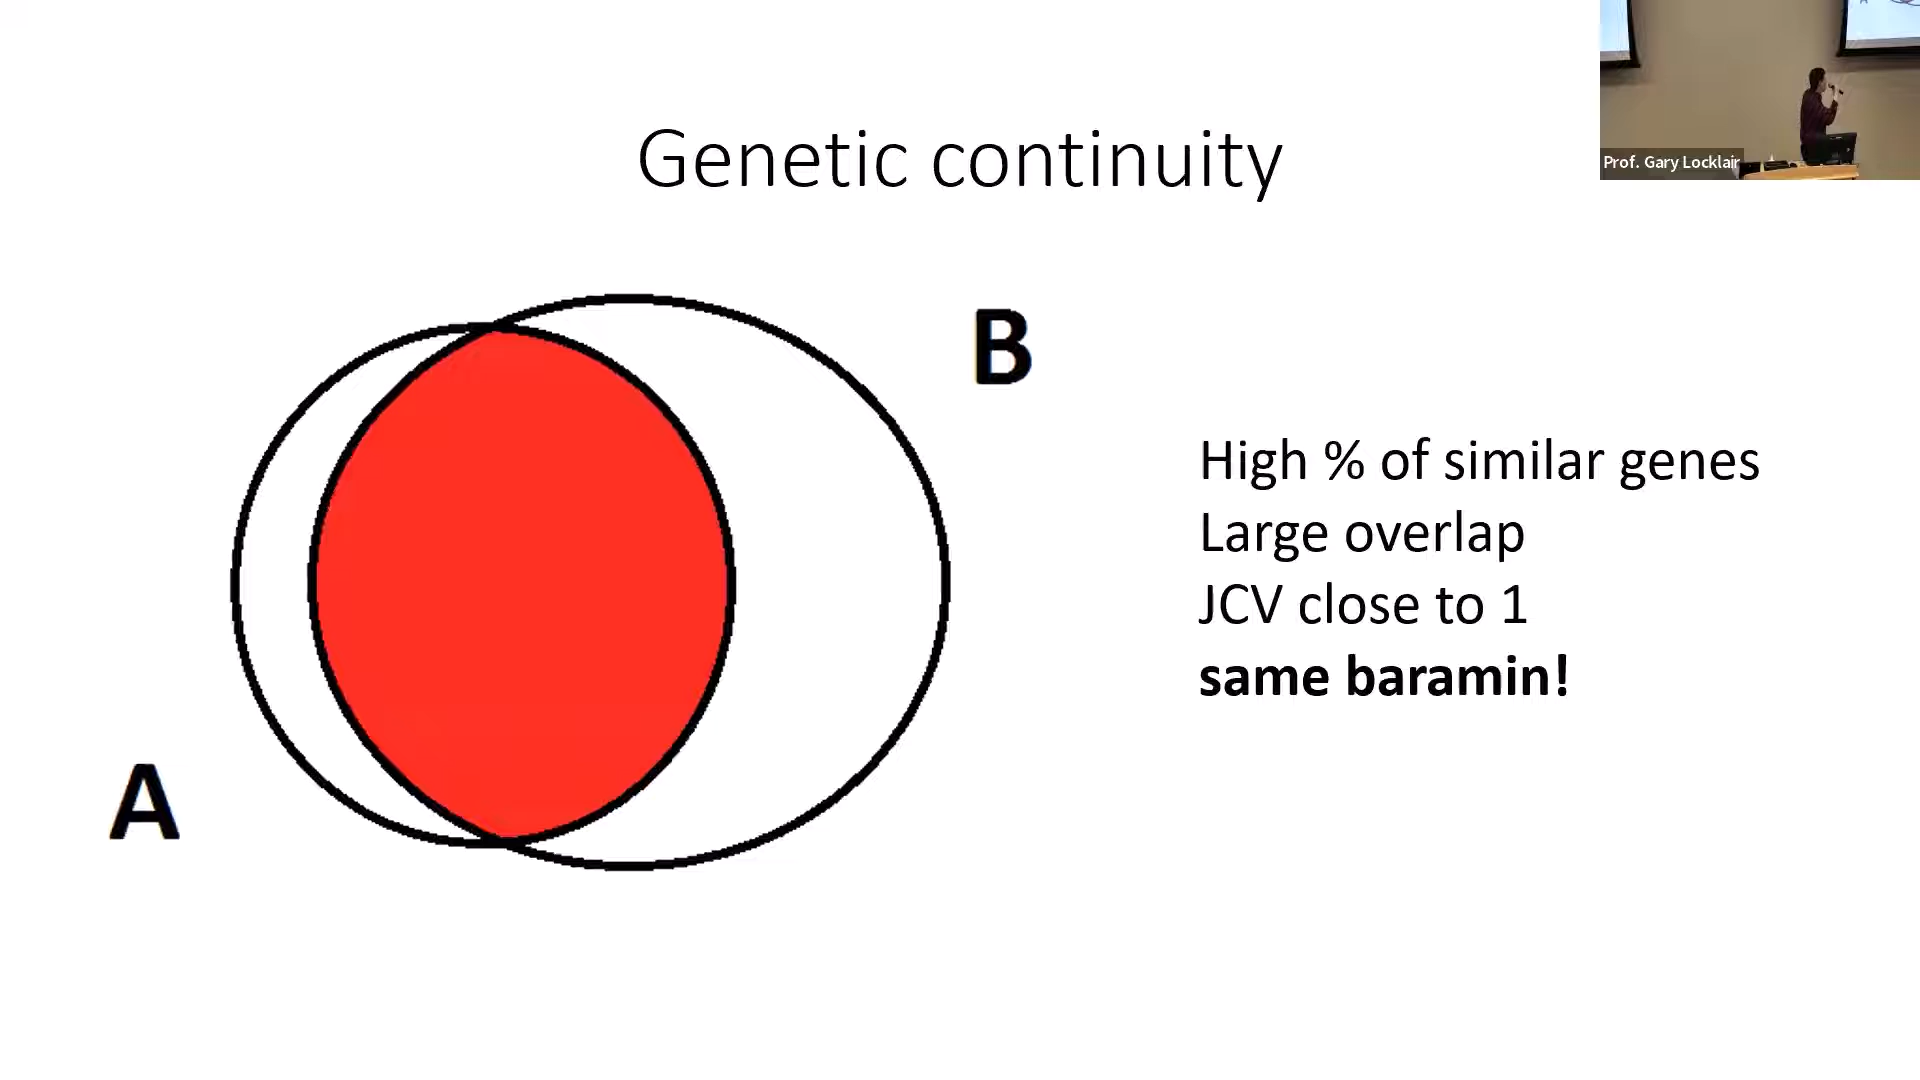 Genetic continuity
Prof. Gary Locklair
B
High % of similar genes
Large overlap
JCV close to 1
same baramin!
A